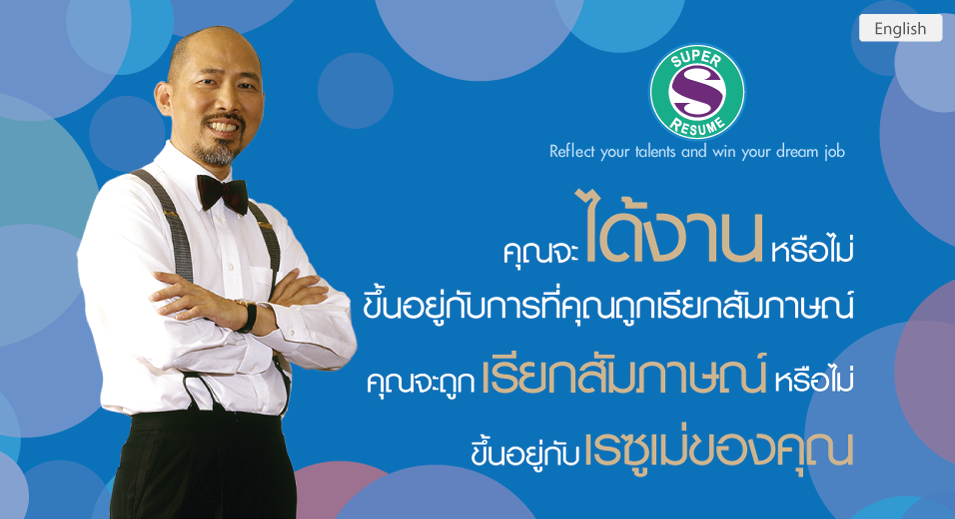 English
SUPER
S
RESUME
Reflect your talents and win your dream job
คุณจะ ได้งาน หรือไม่
ขึ้นอยู่กับการที่คุณถูกเรียกสัมภาษณ์
คุณจะถูก เรียกสัมภาษณ์ หรือไม่
ขึ้นอยู่กับ เรซูเม่ของคุณ